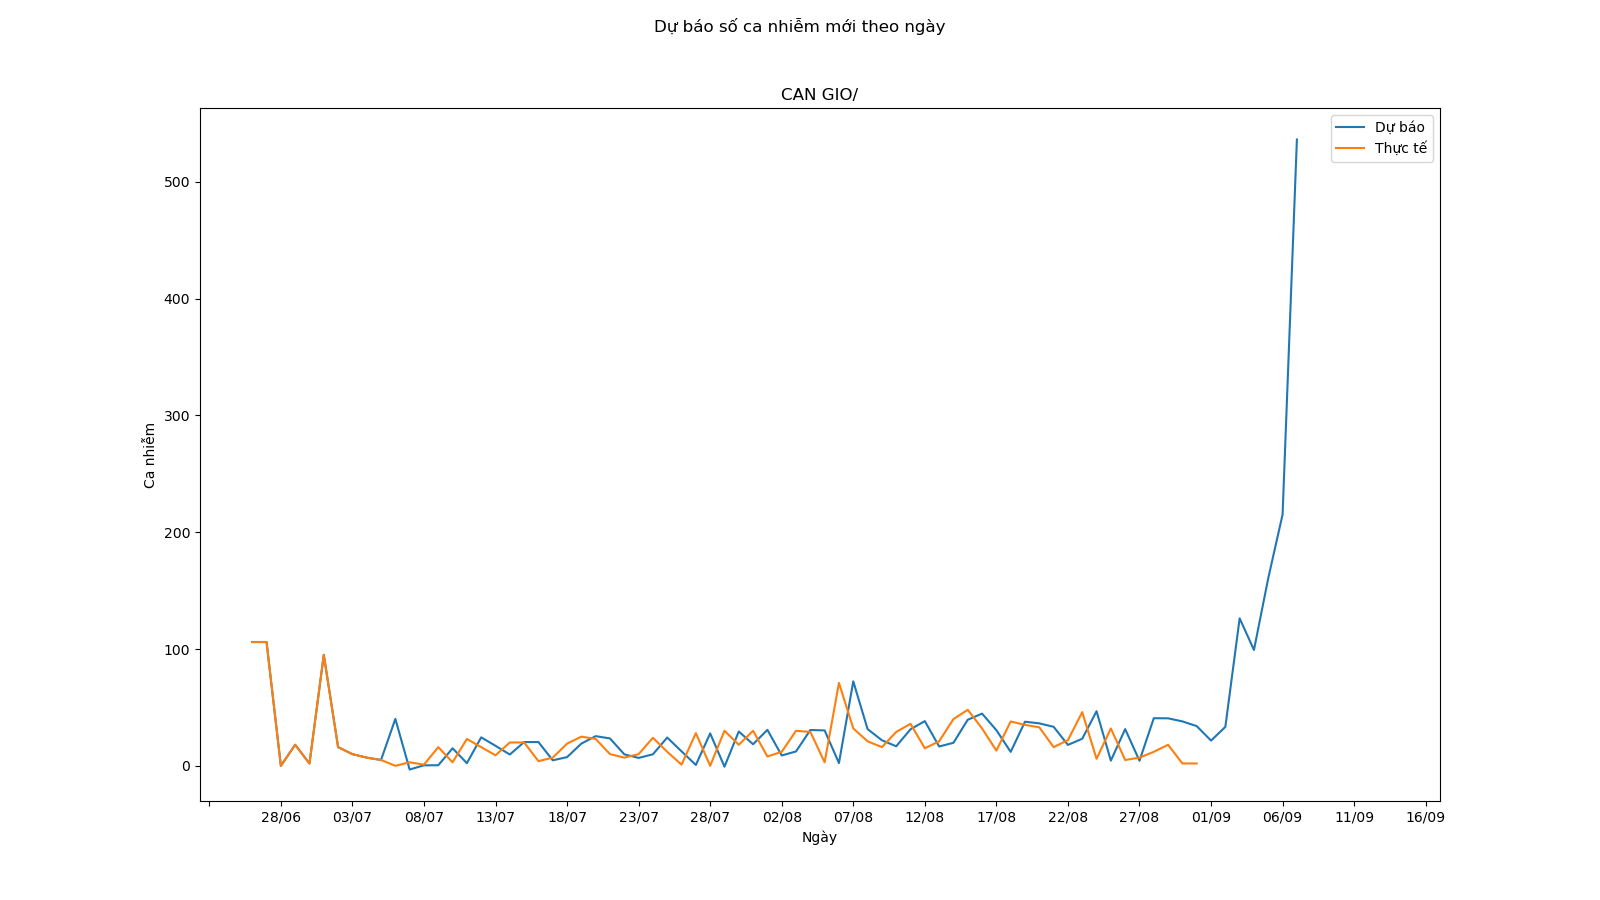 Dự báo số ca nhiễm mới theo ngày
CAN GIO/
Dự báo
Thực tế
Ca nhiễm
500
400
300
200
100
0
28/06 03/07 08/07 13/07 18/07 23/07 28/07 02/08 07/08 12/08 17/08 22/08 27/08 01/09 06/09 11/09 16/09
Ngày